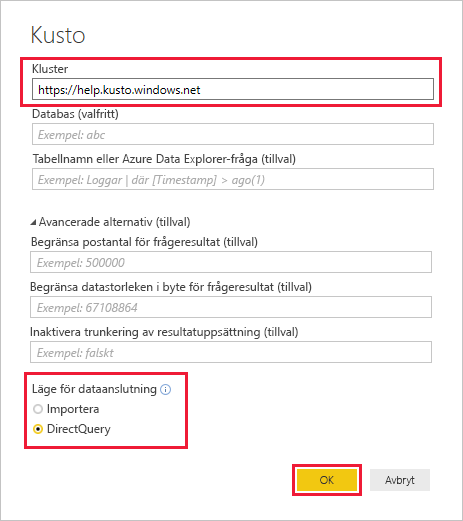 Kusto
Kluster
https://help.kusto.windows.net
Databas (valfritt)
Exempel: abc
Tabellnamn eller Azure Data Explorer-fråga (tillval)
Exempel: Loggar | där [Timestamp] > ago(1)
Avancerade alternativ (tillval)
Begränsa postantal för frågeresultat (tillval)
Exempel: 500000
Begränsa datastorleken i byte för frågeresultat (tillval)
Exempel: 67108864
Inaktivera trunkering av resultatuppsättning (tillval)
Exempel: falskt
Läge för dataanslutning
Importera
DirectQuery
OK Avbryt